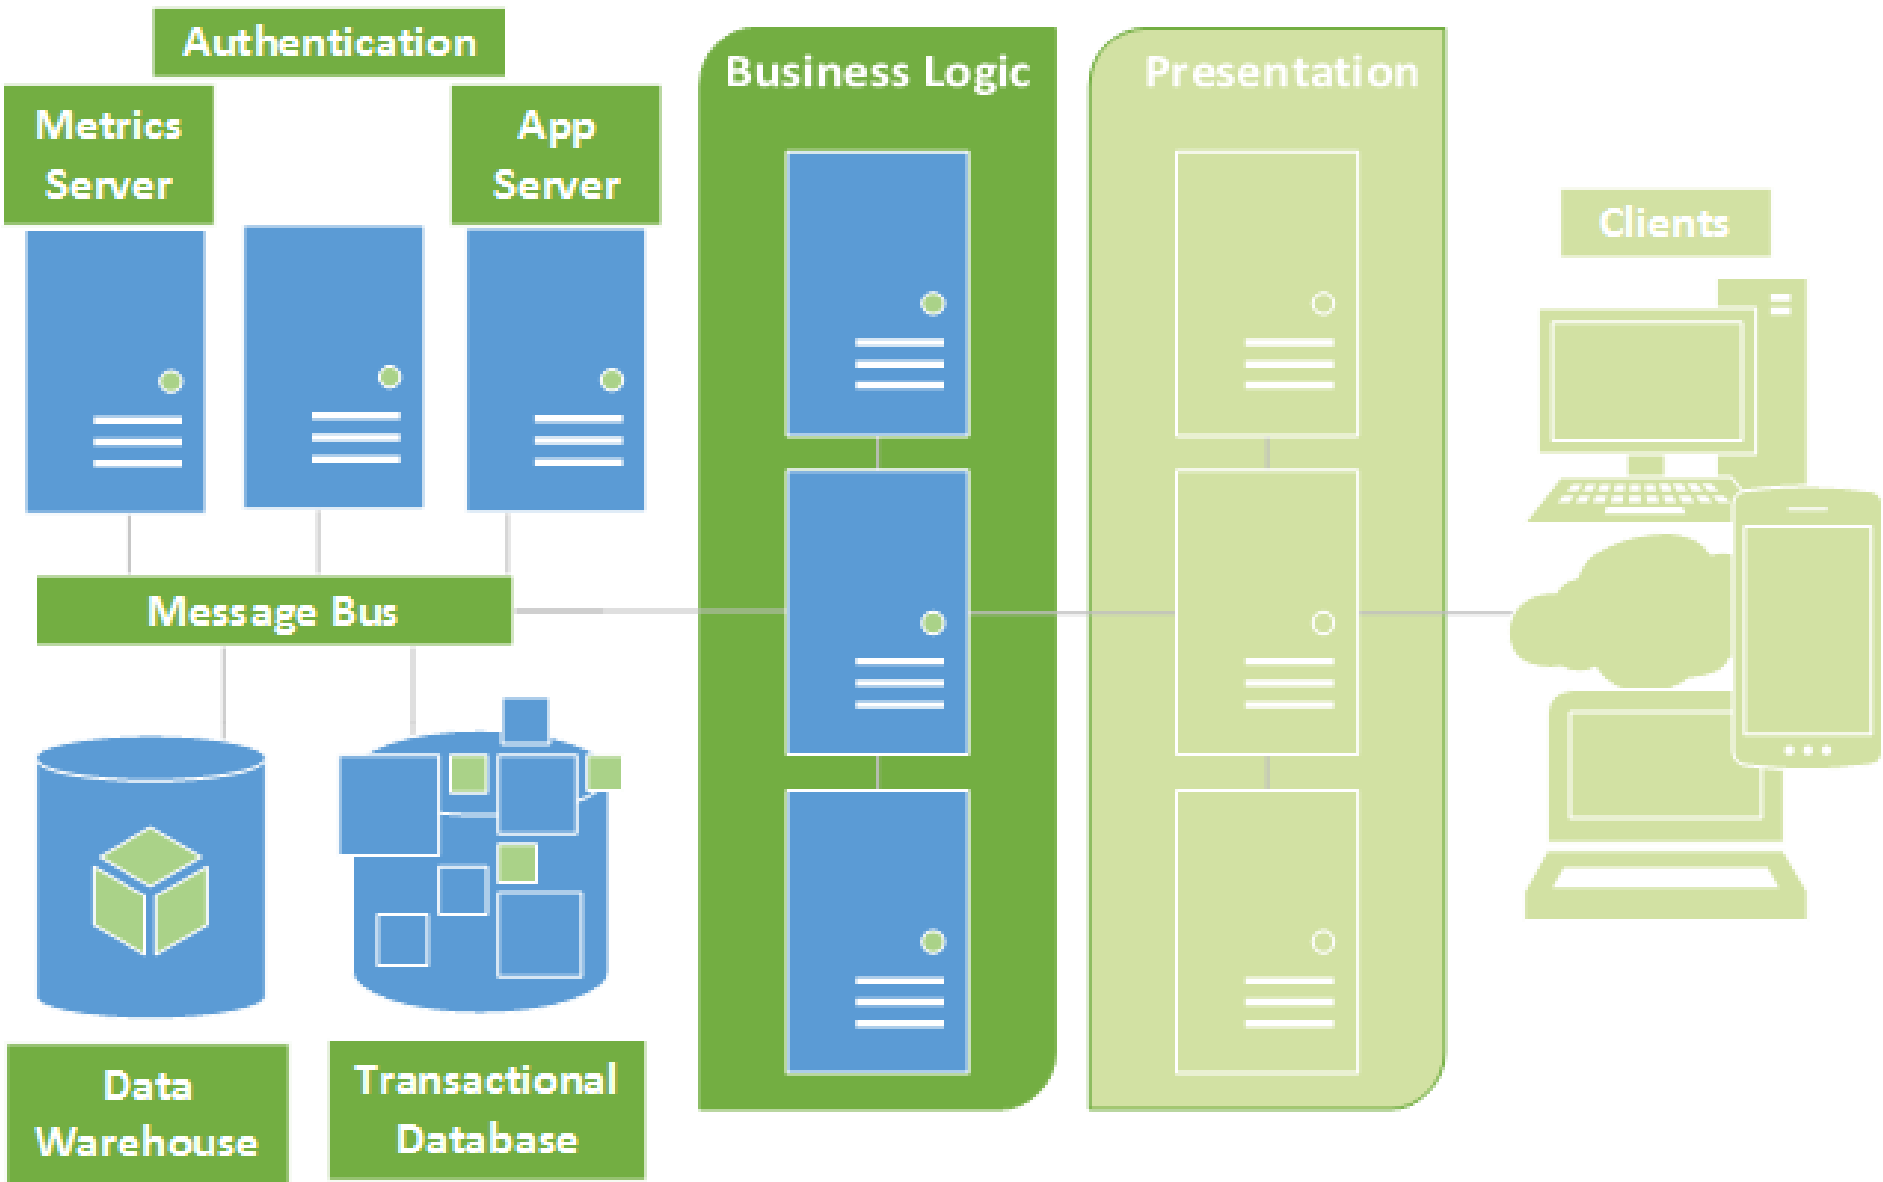 Authentication
Metrics
Server
App
Server
Business Logic
Presentation
Clients
Message Bus
Data
Warehouse
Transactional
Database